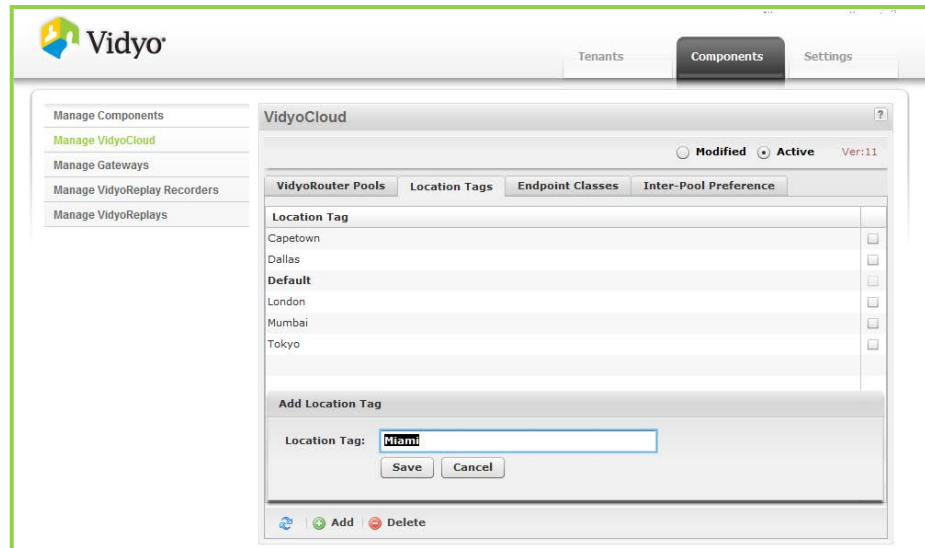 Vidyo
Tenants Components Settings
Manage Components
Manage VidyoCloud
Manage Gateways
Manage VidyoReplay Recorders
Manage VidyoReplays
VidyoCloud ?
Modified Active Ver:11
VidyoRouter Pools Location Tags Endpoint Classes Inter-Pool Preference
Location Tag
Capetown
Dallas
Default
London
Mumbai
Tokyo
Add Location Tag
Location Tag: Miami
Save Cancel
Add Delete